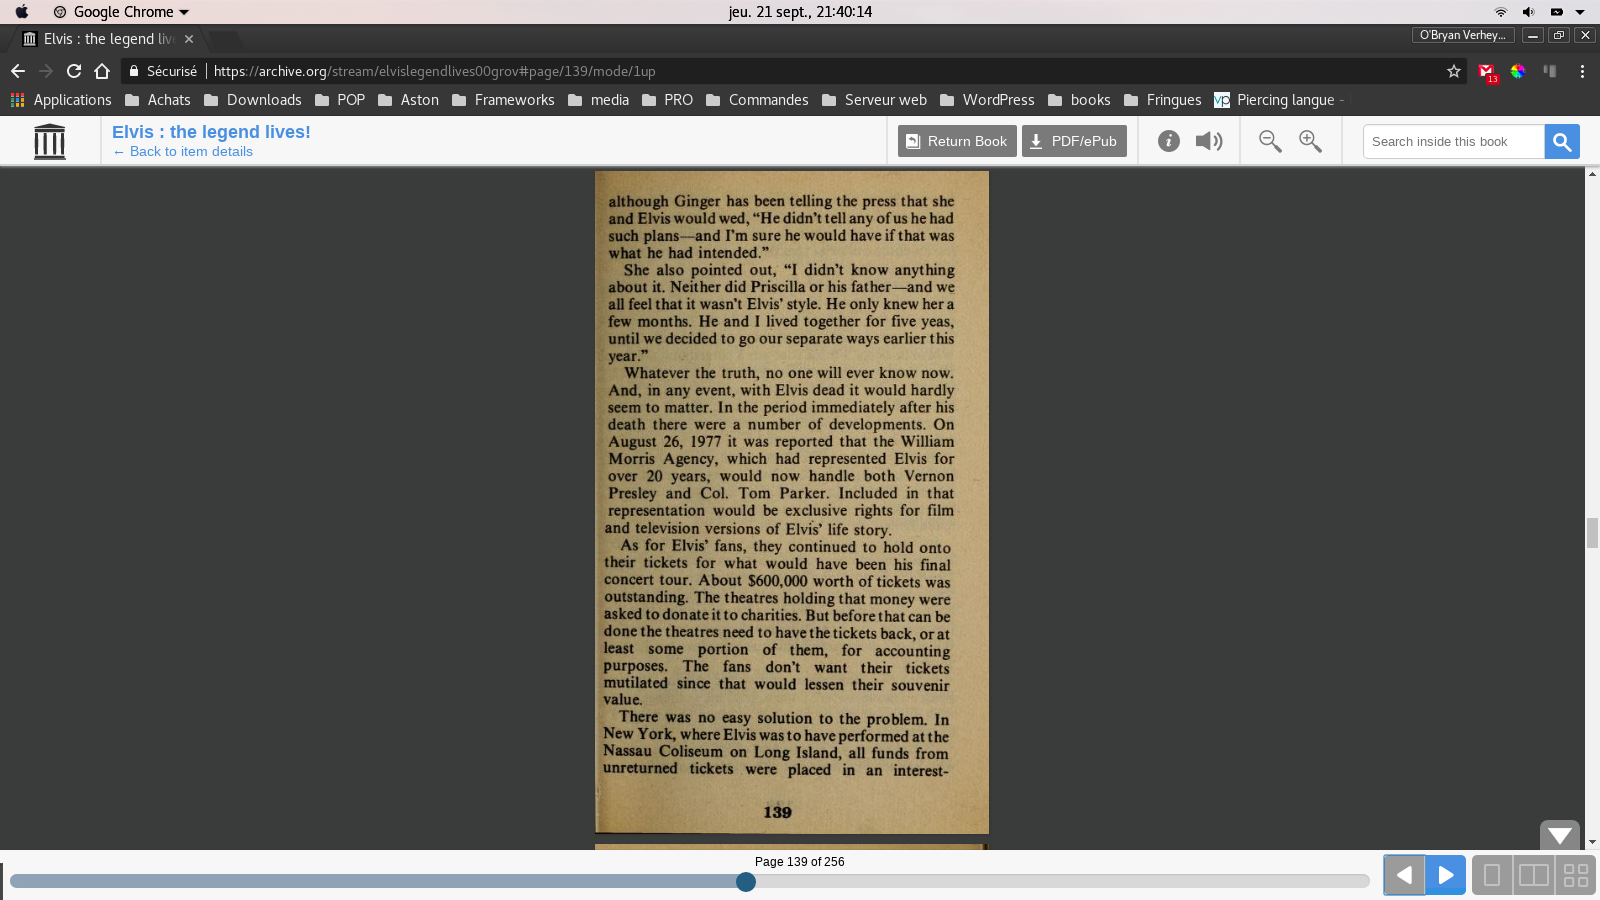 Google Chrome
jeu. 21 sept., 21:40:14
Elvis : the legend live
O'Bryan Verhey...
Sécurisé
https://archive.org/stream/elvislegendlives00grov#page/139/mode/1up
13
Applications Achats Downloads POP Aston Frameworks media PRO Commandes Serveur web WordPress books Fringues vp Piercing langue -
Elvis : the legend lives!
← Back to item details
Return Book
PDF/ePub
Search inside this book
although Ginger has been telling the press that she
and Elvis would wed, “He didn’t tell any of us he had
such plans—and I’m sure he would have if that was
what he had intended.”
She also pointed out, “I didn’t know anything
about it. Neither did Priscilla or his father—and we
all feel that it wasn’t Elvis’ style. He only knew her a
few months. He and I lived together for five yeas,
until we decided to go our separate ways earlier this
year.”
Whatever the truth, no one will ever know now.
And, in any event, with Elvis dead it would hardly
seem to matter. In the period immediately after his
death there were a number of developments. On
August 26, 1977 it was reported that the William
Morris Agency, which had represented Elvis for
over 20 years, would now handle both Vernon
Presley and Col. Tom Parker. Included in that
representation would be exclusive rights for film
and television versions of Elvis’ life story.
As for Elvis’ fans, they continued to hold onto
their tickets for what would have been his final
concert tour. About $600,000 worth of tickets was
outstanding. The theatres holding that money were
asked to donate it to charities. But before that can be
done the theatres need to have the tickets back, or at
least some portion of them, for accounting
purposes. The fans don’t want their tickets
mutilated since that would lessen their souvenir
value.
There was no easy solution to the problem. In
New York, where Elvis was to have performed at the
Nassau Coliseum on Long Island, all funds from
unreturned tickets were placed in an interest-
139
Page 139 of 256